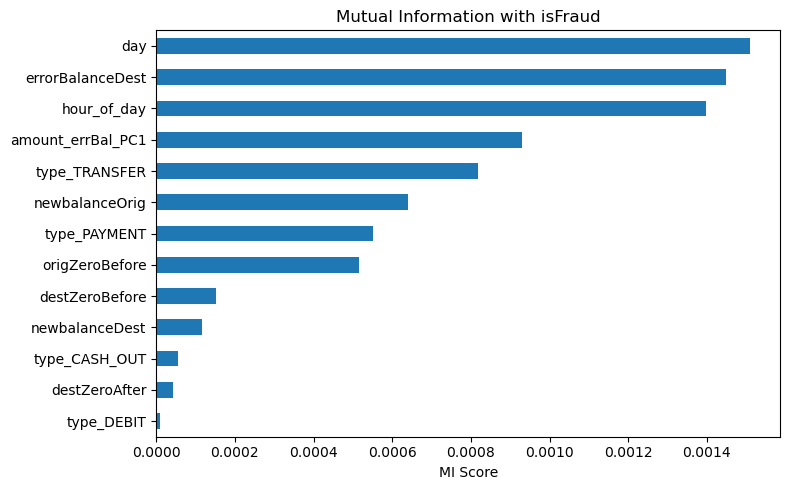 Mutual Information with isFraud
day
errorBalanceDest
hour_of_day
amount_errBal_PC1
type_TRANSFER
newbalanceOrig
type_PAYMENT
origZeroBefore
destZeroBefore
newbalanceDest
type_CASH_OUT
destZeroAfter
type_DEBIT
0.0000 0.0002 0.0004 0.0006 0.0008 0.0010 0.0012 0.0014
MI Score